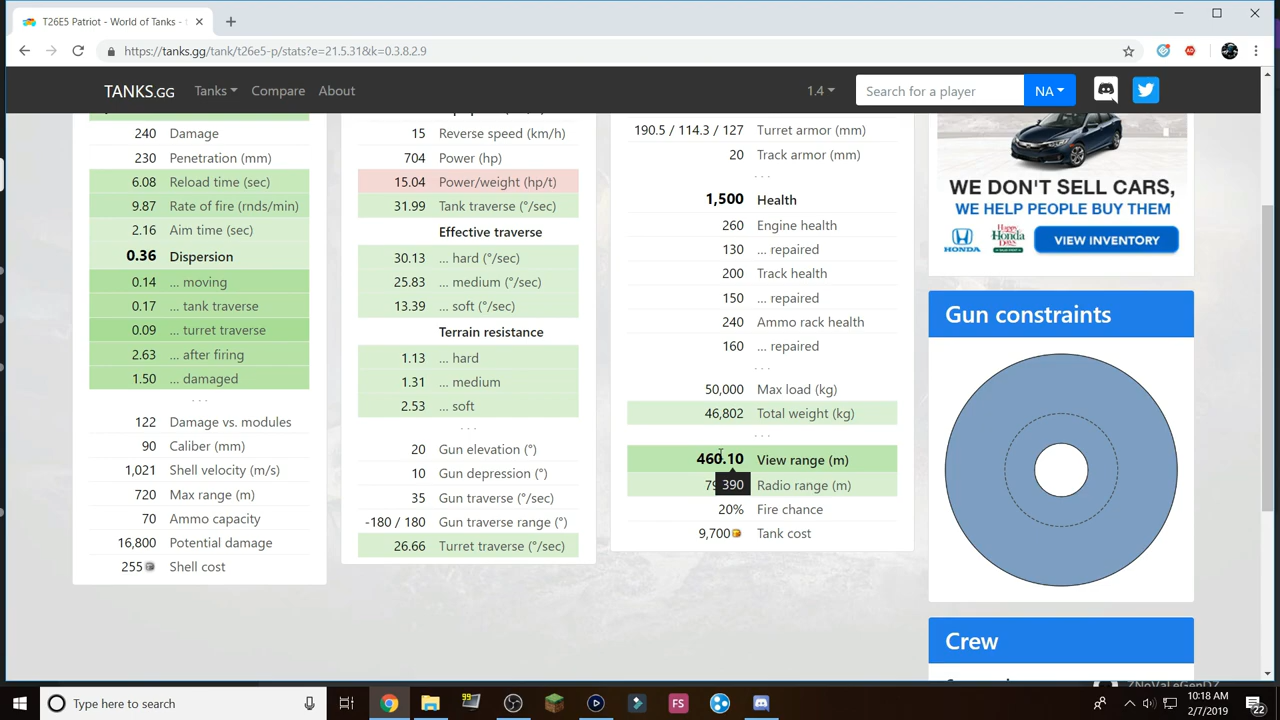 T26E5 Patriot - World of Tanks -
https://tanks.gg/tank/t26e5-p/stats?e=21.5.31&k=0.3.8.2.9
TANKS.GG Tanks Compare About 1.4 Search for a player NA
240 Damage
230 Penetration (mm)
6.08 Reload time (sec)
9.87 Rate of fire (rnds/min)
2.16 Aim time (sec)
0.36 Dispersion
0.14 ... moving
0.17 ... tank traverse
0.09 ... turret traverse
2.63 ... after firing
1.50 ... damaged
...
122 Damage vs. modules
90 Caliber (mm)
1,021 Shell velocity (m/s)
720 Max range (m)
70 Ammo capacity
16,800 Potential damage
255 Shell cost
15 Reverse speed (km/h)
704 Power (hp)
15.04 Power/weight (hp/t)
31.99 Tank traverse (°/sec)
Effective traverse
30.13 ... hard (°/sec)
25.83 ... medium (°/sec)
13.39 ... soft (°/sec)
Terrain resistance
1.13 ... hard
1.31 ... medium
2.53 ... soft
...
20 Gun elevation (°)
10 Gun depression (°)
35 Gun traverse (°/sec)
-180 / 180 Gun traverse range (°)
26.66 Turret traverse (°/sec)
190.5 / 114.3 / 127 Turret armor (mm)
20 Track armor (mm)
...
1,500 Health
260 Engine health
130 ... repaired
200 Track health
150 ... repaired
240 Ammo rack health
160 ... repaired
...
50,000 Max load (kg)
46,802 Total weight (kg)
...
460.10 View range (m)
390
Radio range (m)
20% Fire chance
9,700 Tank cost
WE DON'T SELL CARS,
WE HELP PEOPLE BUY THEM
HONDA
Happy
Honda
Days
VIEW INVENTORY
Gun constraints
Crew
Type here to search
99
FS
10:18 AM
2/7/2019
22